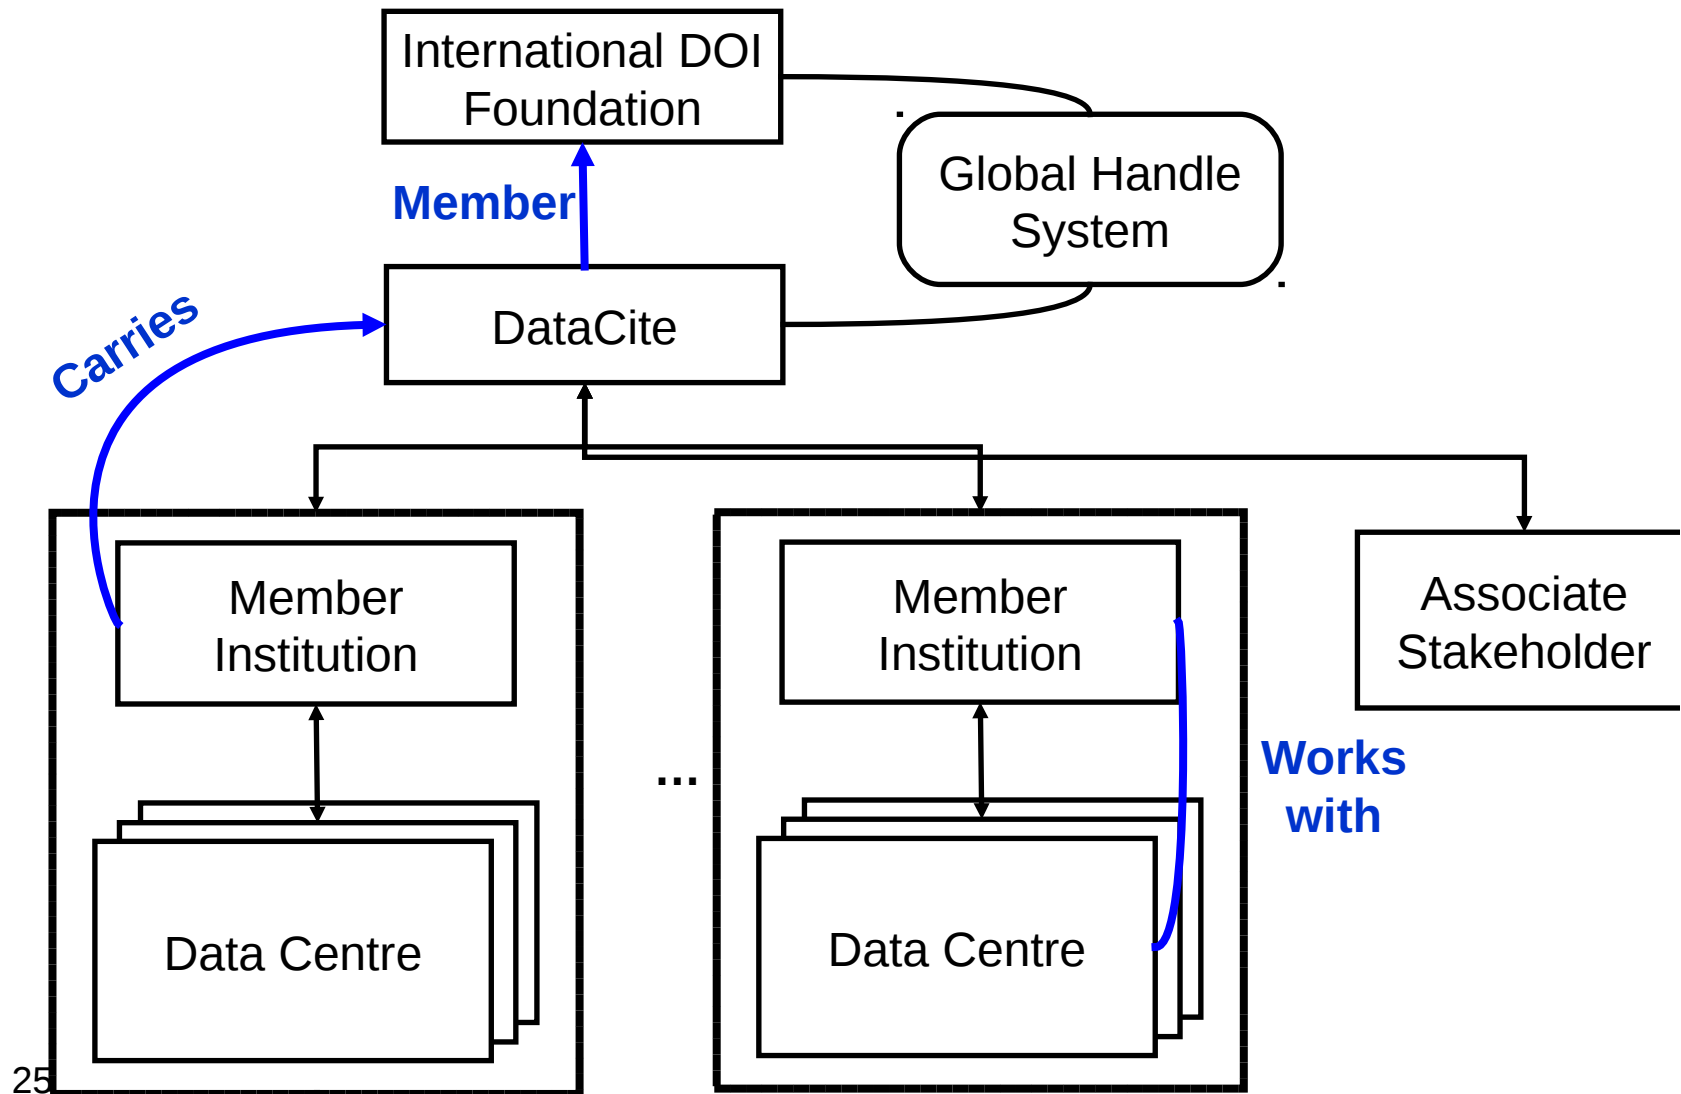 International DOI
Foundation
Global Handle
System
Member
DataCite
Carries
Member
Institution
Member
Institution
Associate
Stakeholder
...
Works
with
Data Centre
Data Centre
25